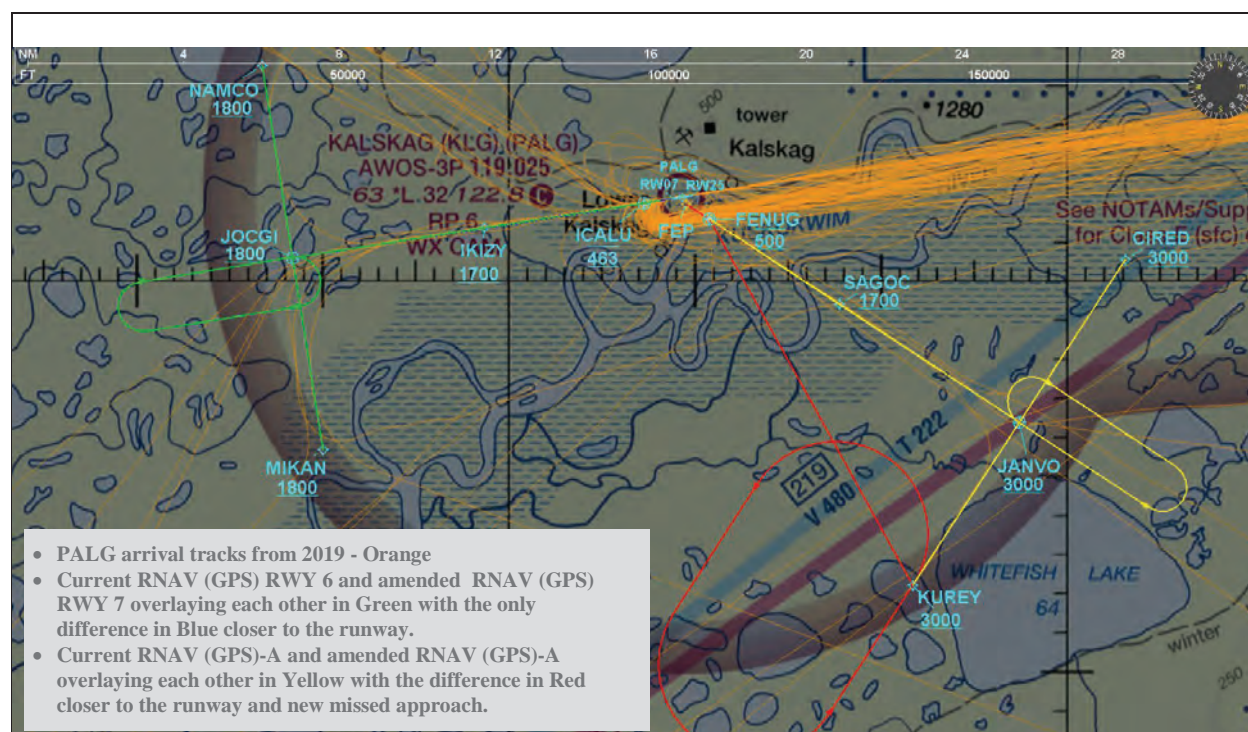 NM 4 8 12 16 20 24 28
FT 50000 100000 150000
NAMCO
1800
500
tower
1280
Kalskag
KALSKAG (KLG) (PALG)
AWOS-3P 119.025
63 *L 32 122.8 C
RP 6
PALG
RW07 RW25
JOCGI
1800
IKIZY
1700
ICALU
463
FEP
FENUG
500
SAGOC
1700
CIRED
3000
MIKAN
1800
219
V 480
T 222
JANVO
3000
KUREY
3000
WHITEFISH LAKE
64
winter
250
• PALG arrival tracks from 2019 - Orange
• Current RNAV (GPS) RWY 6 and amended RNAV (GPS)
RWY 7 overlaying each other in Green with the only
difference in Blue closer to the runway.
• Current RNAV (GPS)-A and amended RNAV (GPS)-A
overlaying each other in Yellow with the difference in Red
closer to the runway and new missed approach.